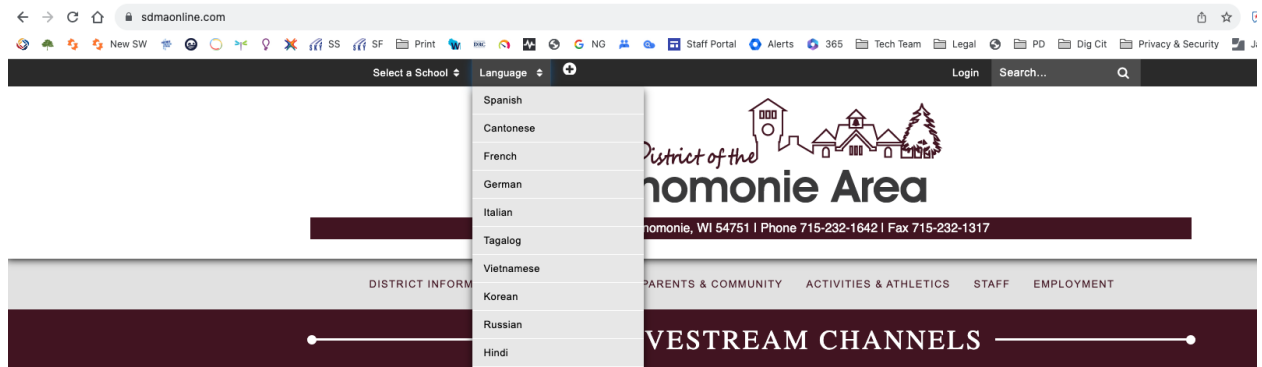 sdmaonline.com
New SW SS SF Print NG Staff Portal Alerts 365 Tech Team Legal PD Dig Cit Privacy & Security
Select a School Language Login Search...
Spanish
Cantonese
French
German
Italian
Tagalog
Vietnamese
Korean
Russian
Hindi
District of the
nomonie Area
nomonie, WI 54751 | Phone 715-232-1642 | Fax 715-232-1317
DISTRICT INFORM PARENTS & COMMUNITY ACTIVITIES & ATHLETICS STAFF EMPLOYMENT
VESTREAM CHANNELS